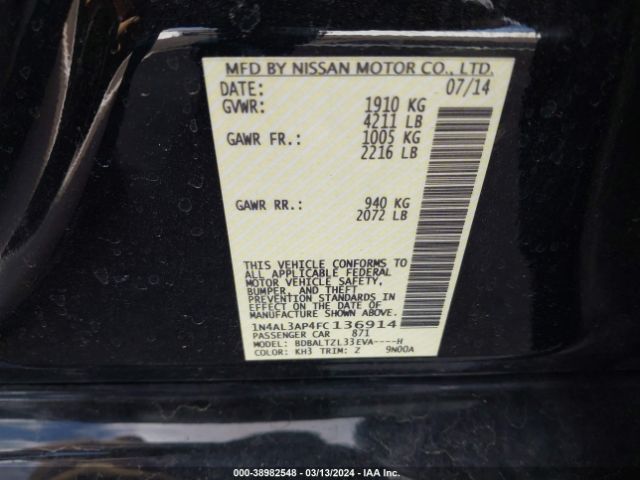 MFD BY NISSAN MOTOR CO., LTD.
DATE: 07/14
GVWR: 1910 KG
4211 LB
GAWR FR.: 1005 KG
2216 LB
GAWR RR.: 940 KG
2072 LB
THIS VEHICLE CONFORMS TO
ALL APPLICABLE FEDERAL
MOTOR VEHICLE SAFETY,
BUMPER, AND THEFT
PREVENTION STANDARDS IN
EFFECT ON THE DATE OF
MANUFACTURE SHOWN ABOVE.
1N4AL3AP4FC136914
PASSENGER CAR 871
MODEL: BDBALTZL33EVA----H
COLOR: KH3 TRIM: Z 9N00A
000-38982548 | 03/13/2024 | IAA Inc.